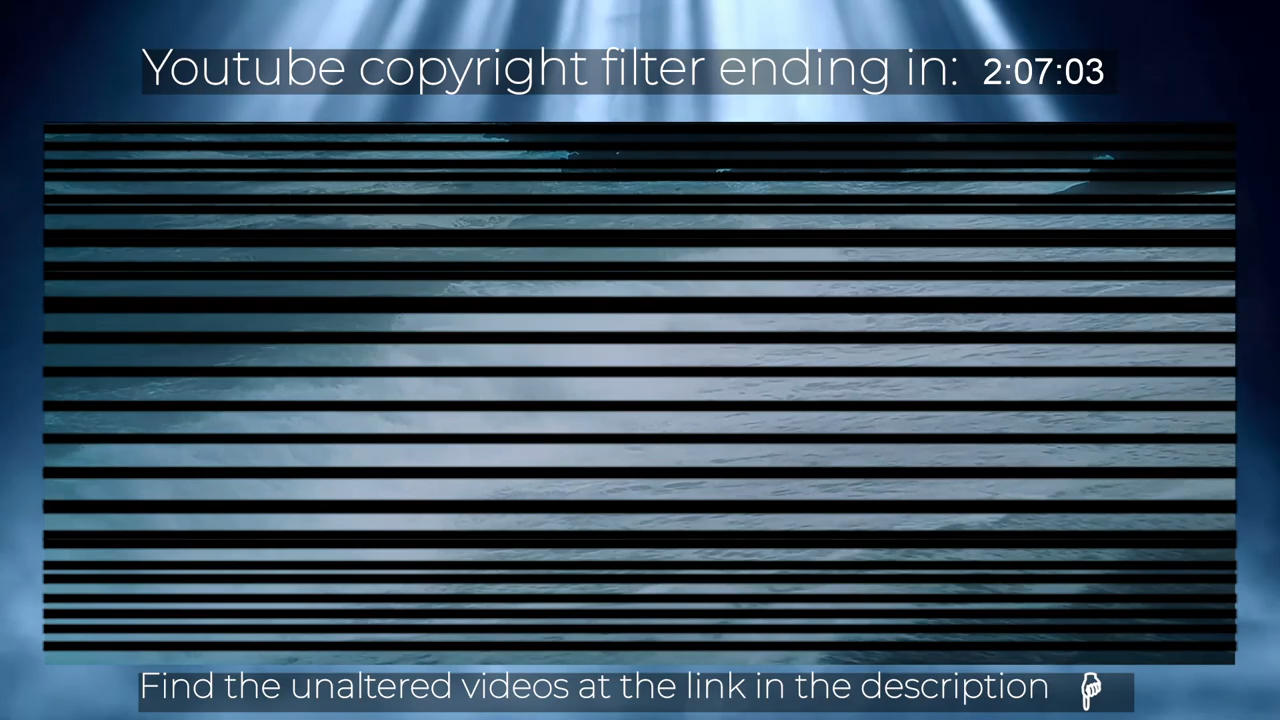 Youtube copyright filter ending in: 2:07:03
Find the unaltered videos at the link in the description